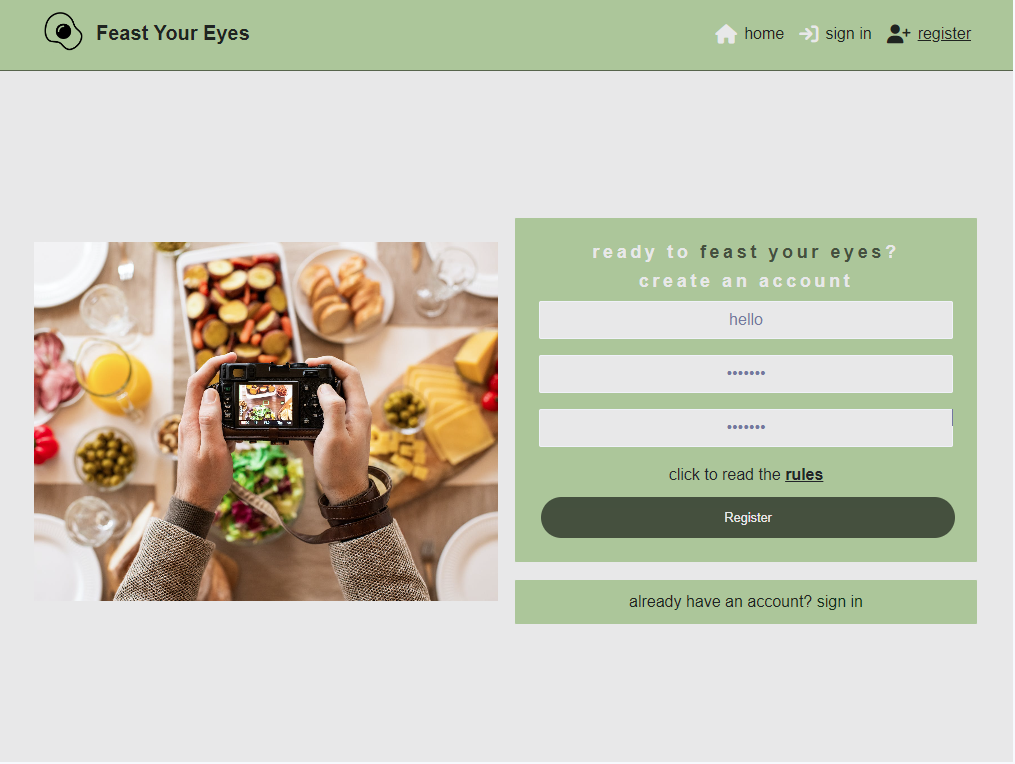 Feast Your Eyes
home
sign in
register
ready to feast your eyes?
create an account
hello
•••••••
•••••••
click to read the rules
Register
already have an account? sign in